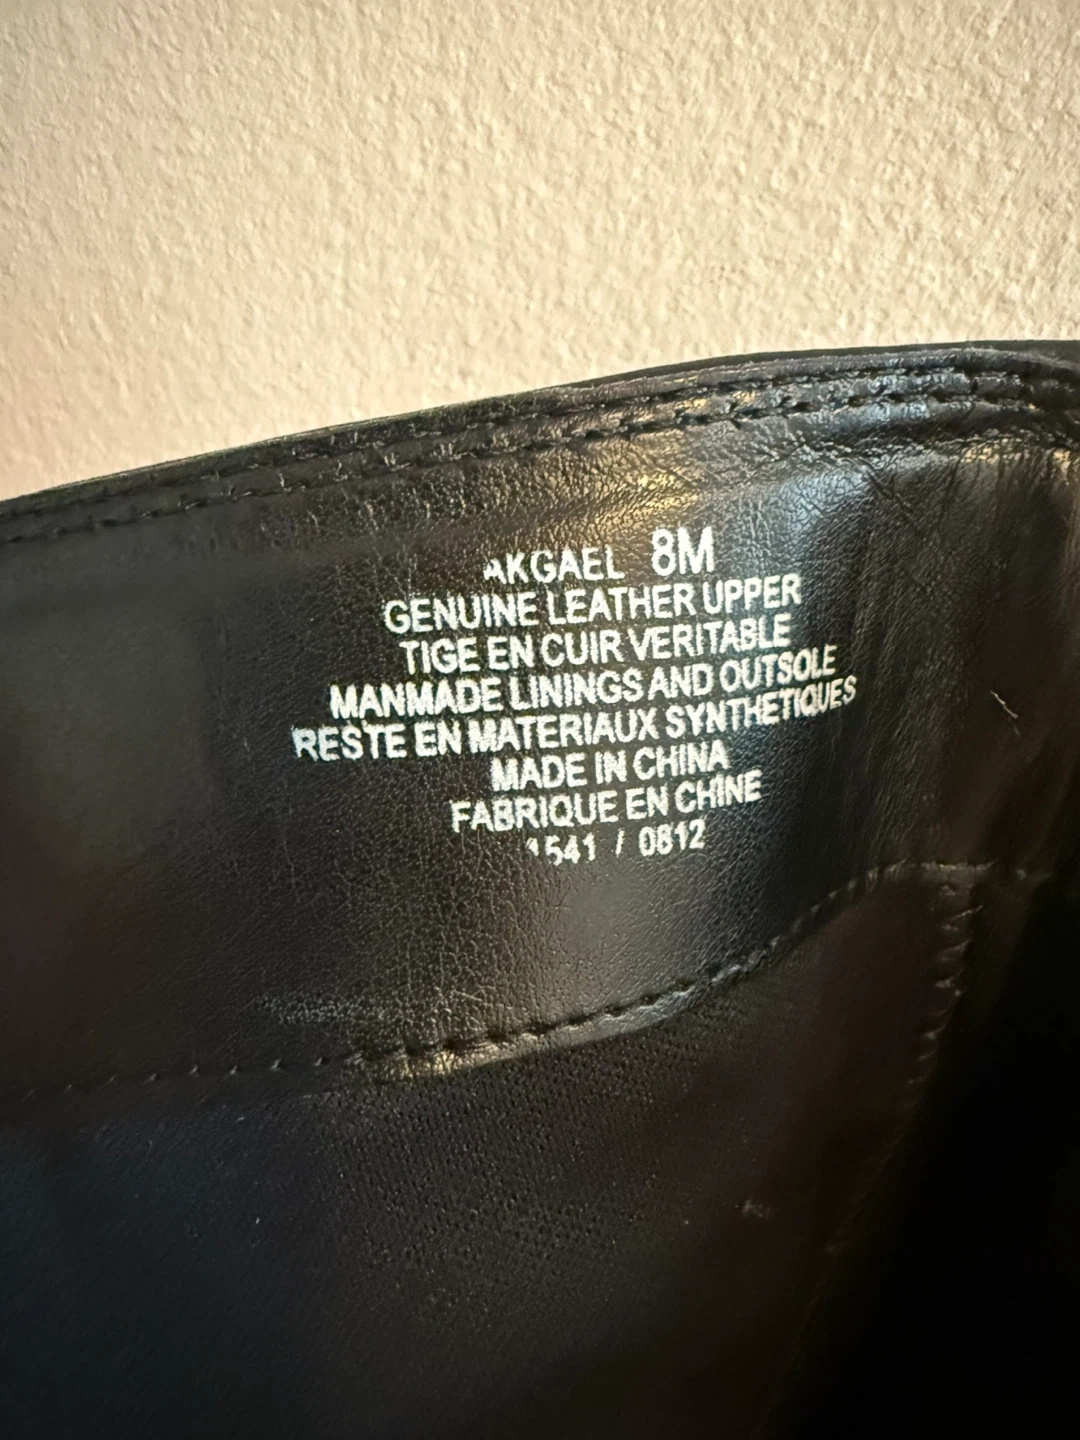 AKGAEL 8M
GENUINE LEATHER UPPER
TIGE EN CUIR VERITABLE
MANMADE LININGS AND OUTSOLE
RESTE EN MATERIAUX SYNTHETIQUES
MADE IN CHINA
FABRIQUE EN CHINE
1541 / 0812